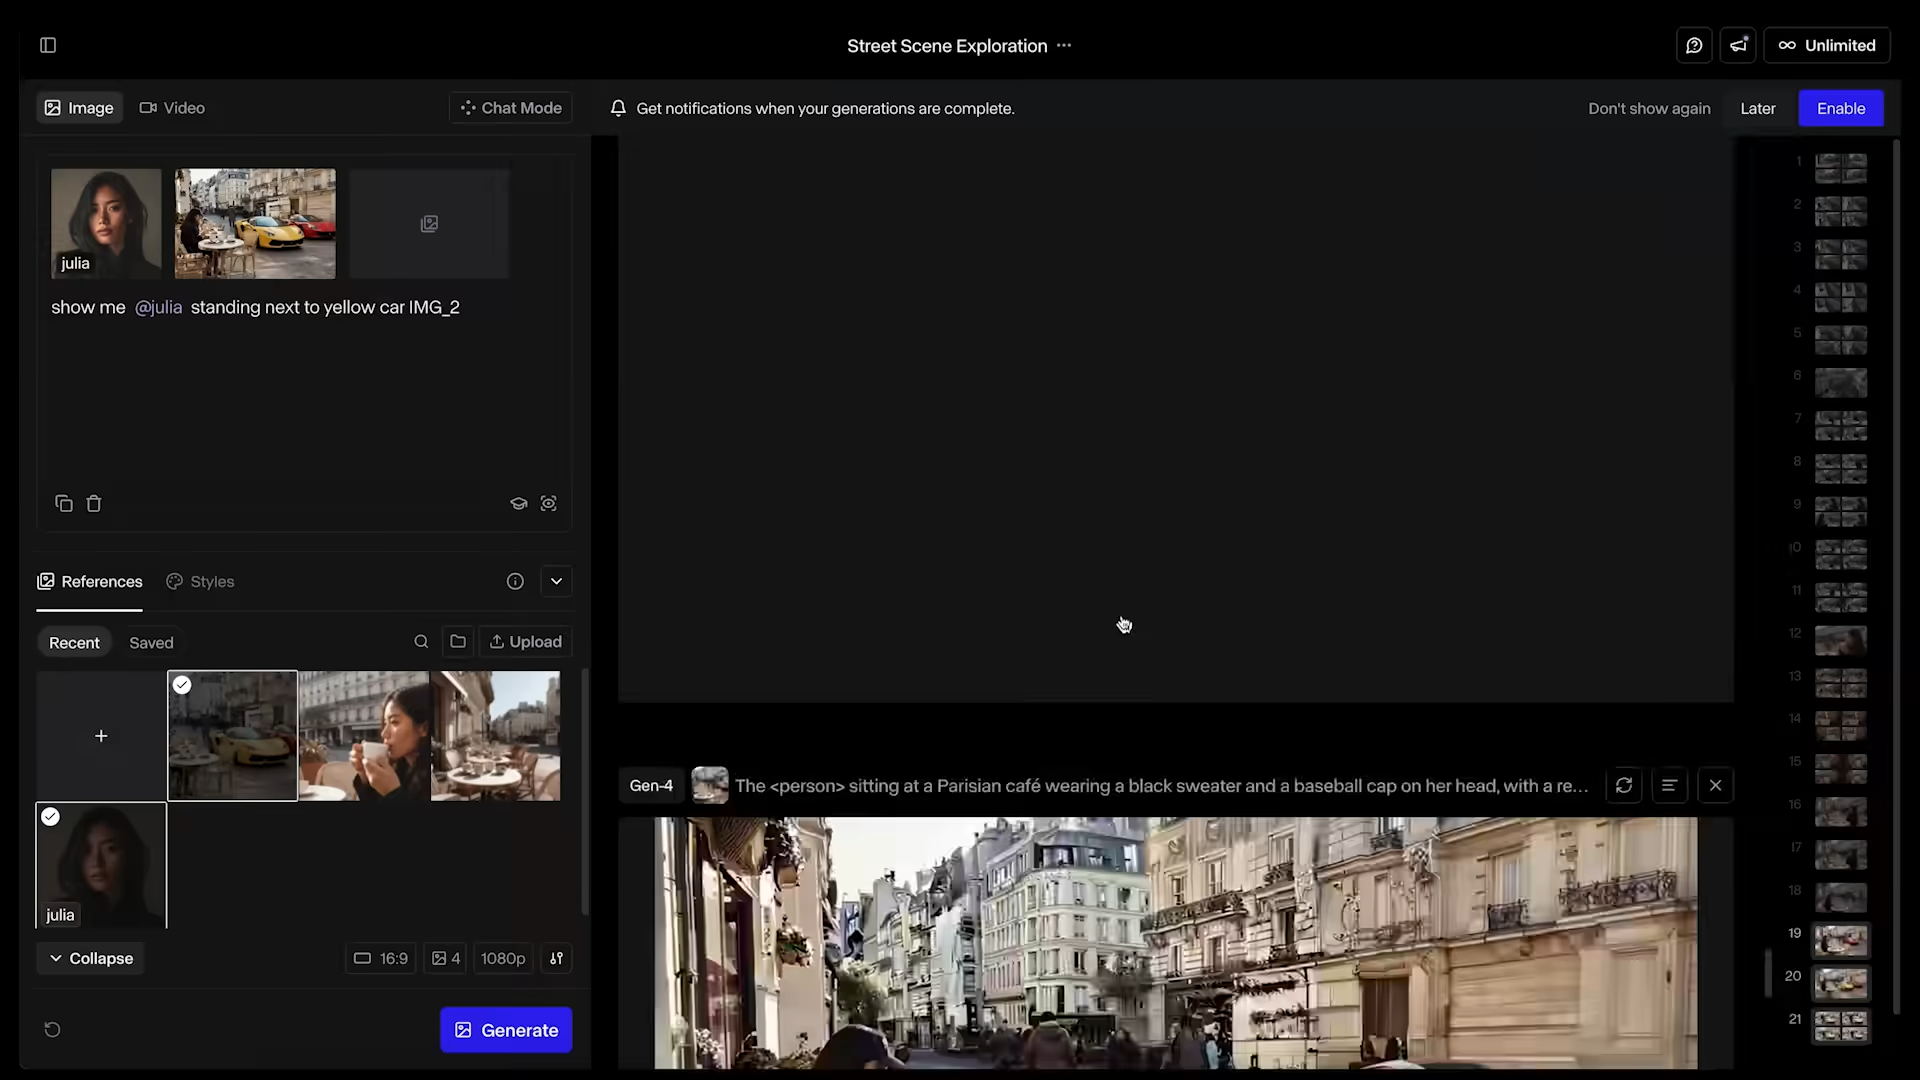 Street Scene Exploration
Unlimited
Image
Video
Chat Mode
Get notifications when your generations are complete.
Don't show again
Later
Enable
julia
show me @julia standing next to yellow car IMG_2
References
Styles
Recent
Saved
Upload
julia
Collapse
16:9
4
1080p
Generate
Gen-4
The <person> sitting at a Parisian café wearing a black sweater and a baseball cap on her head, with a re...
1
2
3
4
5
6
7
8
9
0
11
12
13
14
15
16
17
18
19
20
21